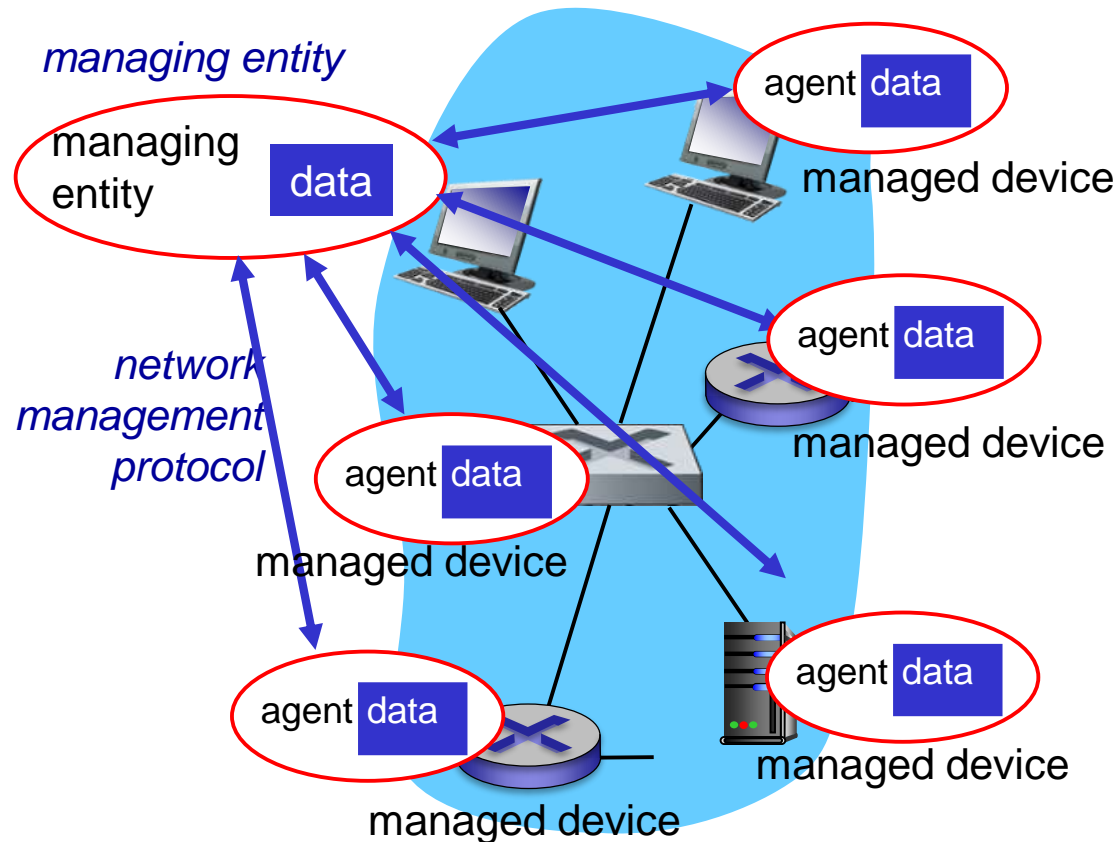 managing entity
managing
entity
data
agent data
managed device
agent data
managed device
network
management
protocol
agent data
managed device
agent data
managed device
agent data
managed device